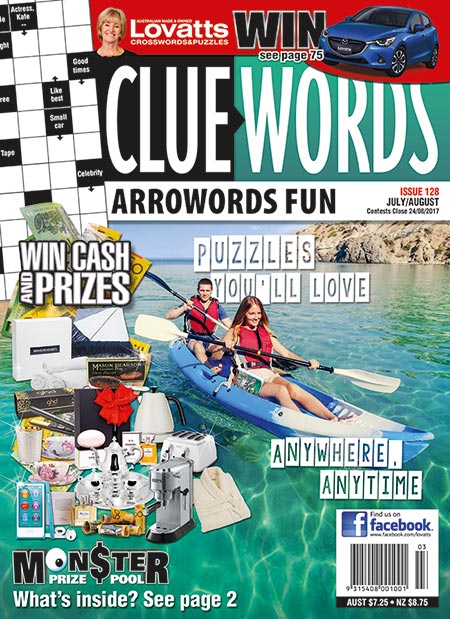 Actress,
Kate
Good
times
Like
best
ree
Small
car
Tape
Celebrity
AUSTRALIAN MADE & OWNED
Lovatts
CROSSWORDS&PUZZLES
WIN
see page 75
CLUEWORDS
ARROWORDS FUN
ISSUE 128
JULY/AUGUST
Contests Close 24/08/2017
WIN CASH
AND PRIZES
PUZZLES
YOU'LL LOVE
MASON PEARSON
ghd
ANYWHERE,
ANYTIME
Find us on
facebook.
www.facebook.com/lovatts
MON$TER
PRIZE POOL
What's inside? See page 2
03
9 315408 001001
AUST $7.25 • NZ $8.75